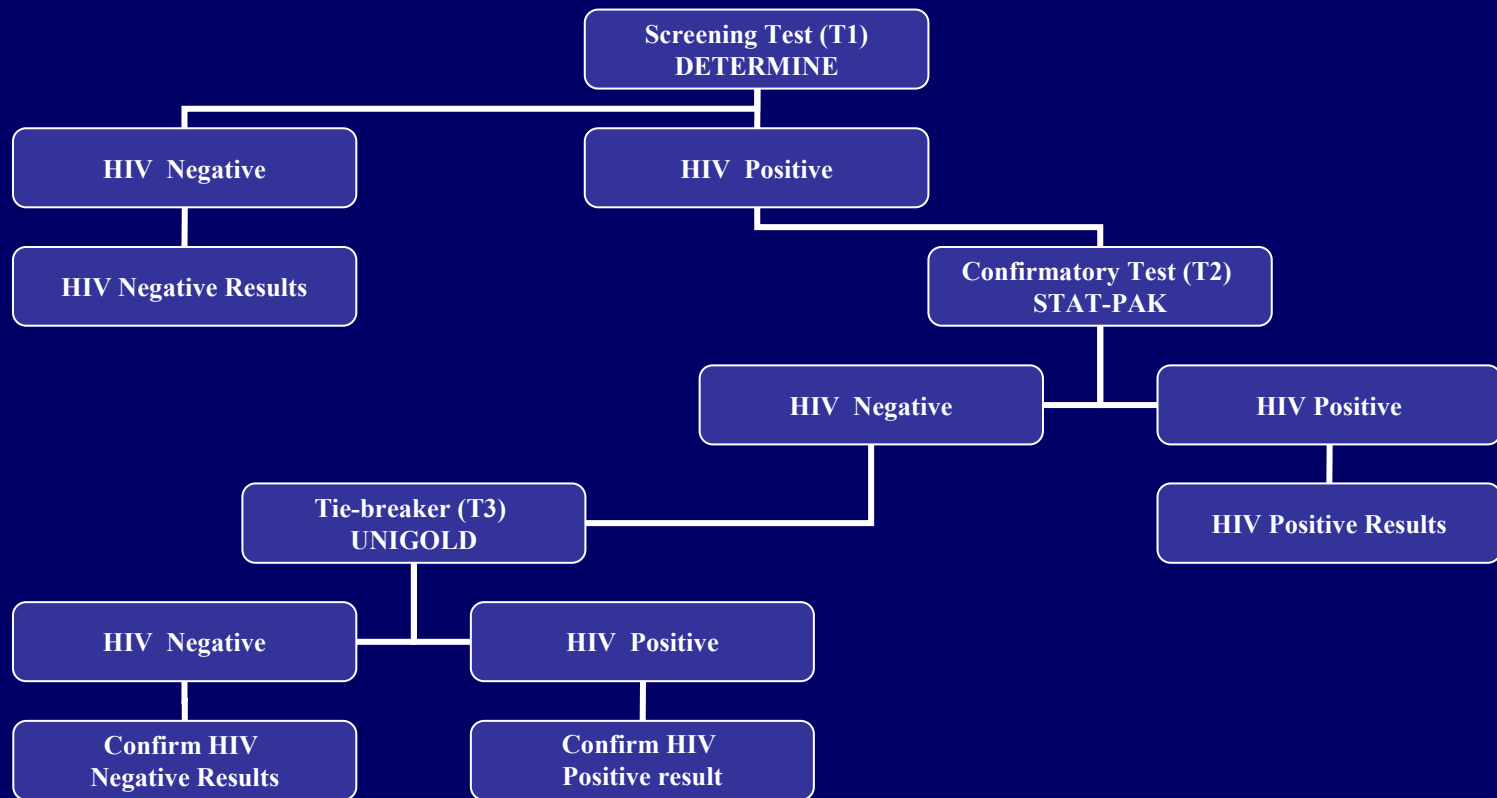 Screening Test (T1)
DETERMINE
HIV  Negative
HIV  Positive
HIV Negative Results
Confirmatory Test (T2)
STAT-PAK
HIV  Negative
HIV Positive
Tie-breaker (T3)
UNIGOLD
HIV Positive Results
HIV  Negative
HIV  Positive
Confirm HIV
Negative Results
Confirm HIV
Positive result